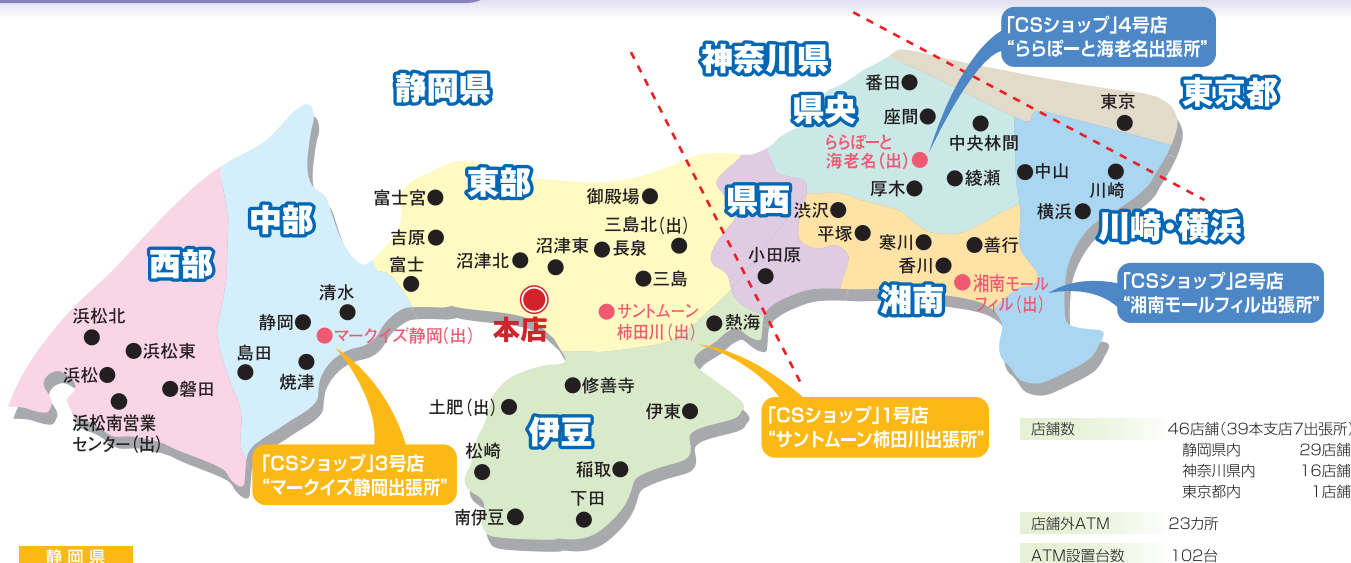 「CSショップ」4号店
“ららぽーと海老名出張所”
神奈川県
静岡県
東京都
番田
県央
座間
東京
ららぽーと
海老名(出)
中央林間
厚木
綾瀬
中山
川崎
横浜
川崎・横浜
東部
富士宮
御殿場
県西
渋沢
平塚
寒川
善行
香川
湘南モール
フィル(出)
湘南
「CSショップ」2号店
“湘南モールフィル出張所”
中部
吉原
三島北(出)
沼津東
長泉
沼津北
富士
三島
小田原
西部
清水
本店
サントムーン
柿田川(出)
熱海
浜松北
静岡
マークイズ静岡(出)
浜松東
島田
浜松
焼津
磐田
浜松南営業
センター(出)
修善寺
土肥(出)
伊東
伊豆
「CSショップ」1号店
“サントムーン柿田川出張所”
松崎
稲取
「CSショップ」3号店
“マークイズ静岡出張所”
下田
南伊豆
店舗数 46店舗(39本支店7出張所)
静岡県内 29店舗
神奈川県内 16店舗
東京都内 1店舗
店舗外ATM 23カ所
ATM設置台数 102台
静岡県